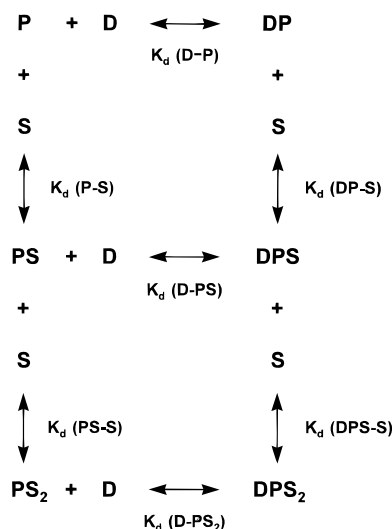 P + D DP
K_d (D-P)
+ +
S S
K_d (P-S) K_d (DP-S)
PS + D DPS
K_d (D-PS)
+ +
S S
K_d (PS-S) K_d (DPS-S)
PS₂ + D DPS₂
K_d (D-PS₂)